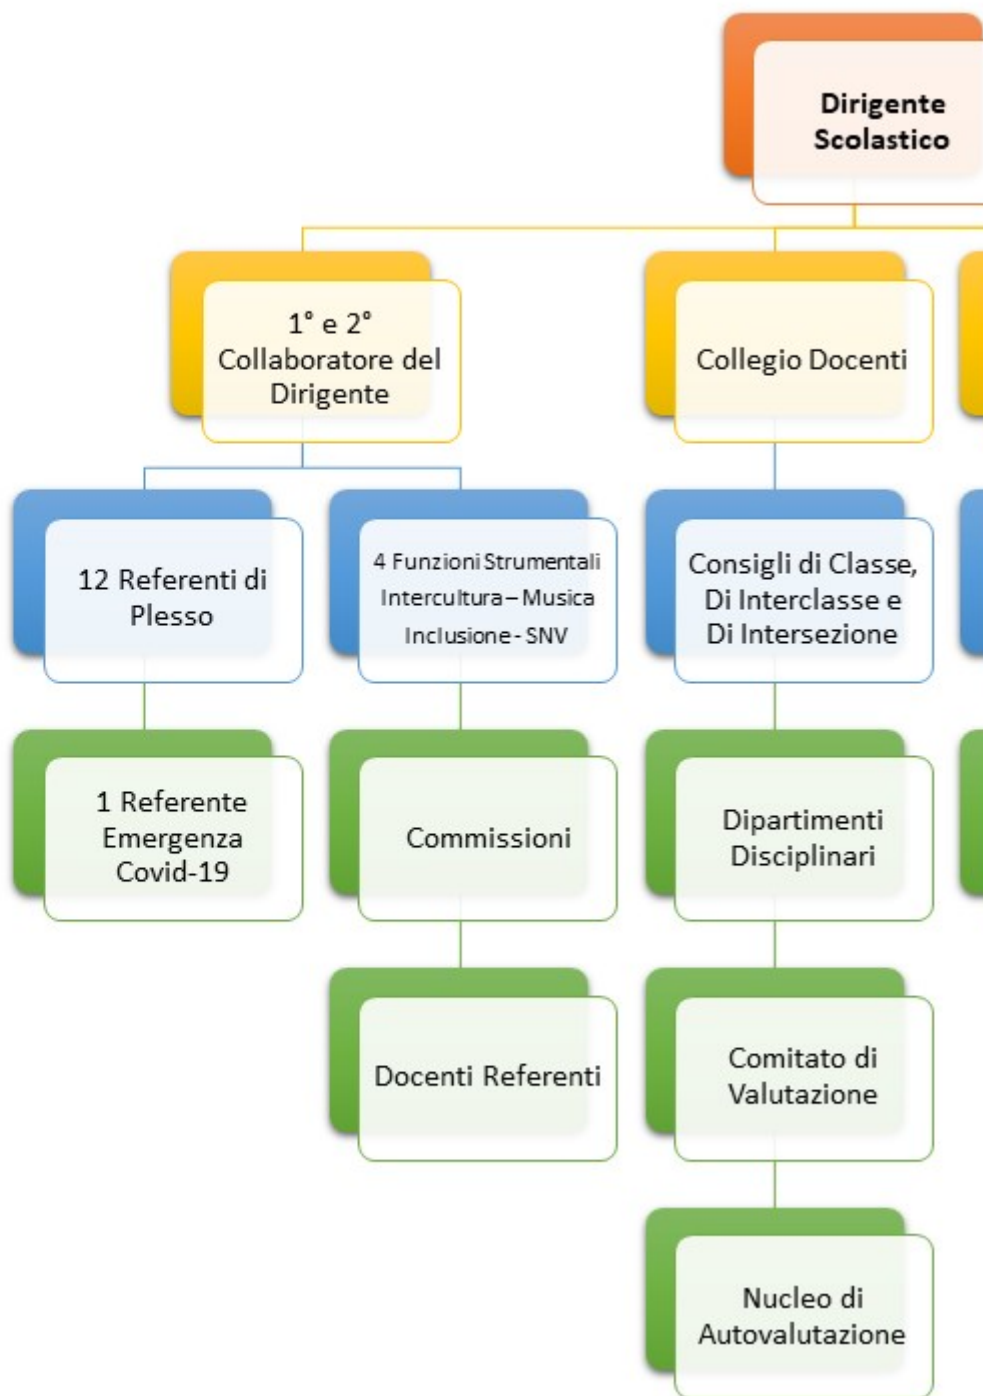 Dirigente
Scolastico
1° e 2°
Collaboratore del
Dirigente
Collegio Docenti
12 Referenti di
Plesso
4 Funzioni Strumentali
Intercultura – Musica
Inclusione - SNV
Consigli di Classe,
Di Interclasse e
Di Intersezione
1 Referente
Emergenza
Covid-19
Commissioni
Dipartimenti
Disciplinari
Docenti Referenti
Comitato di
Valutazione
Nucleo di
Autovalutazione